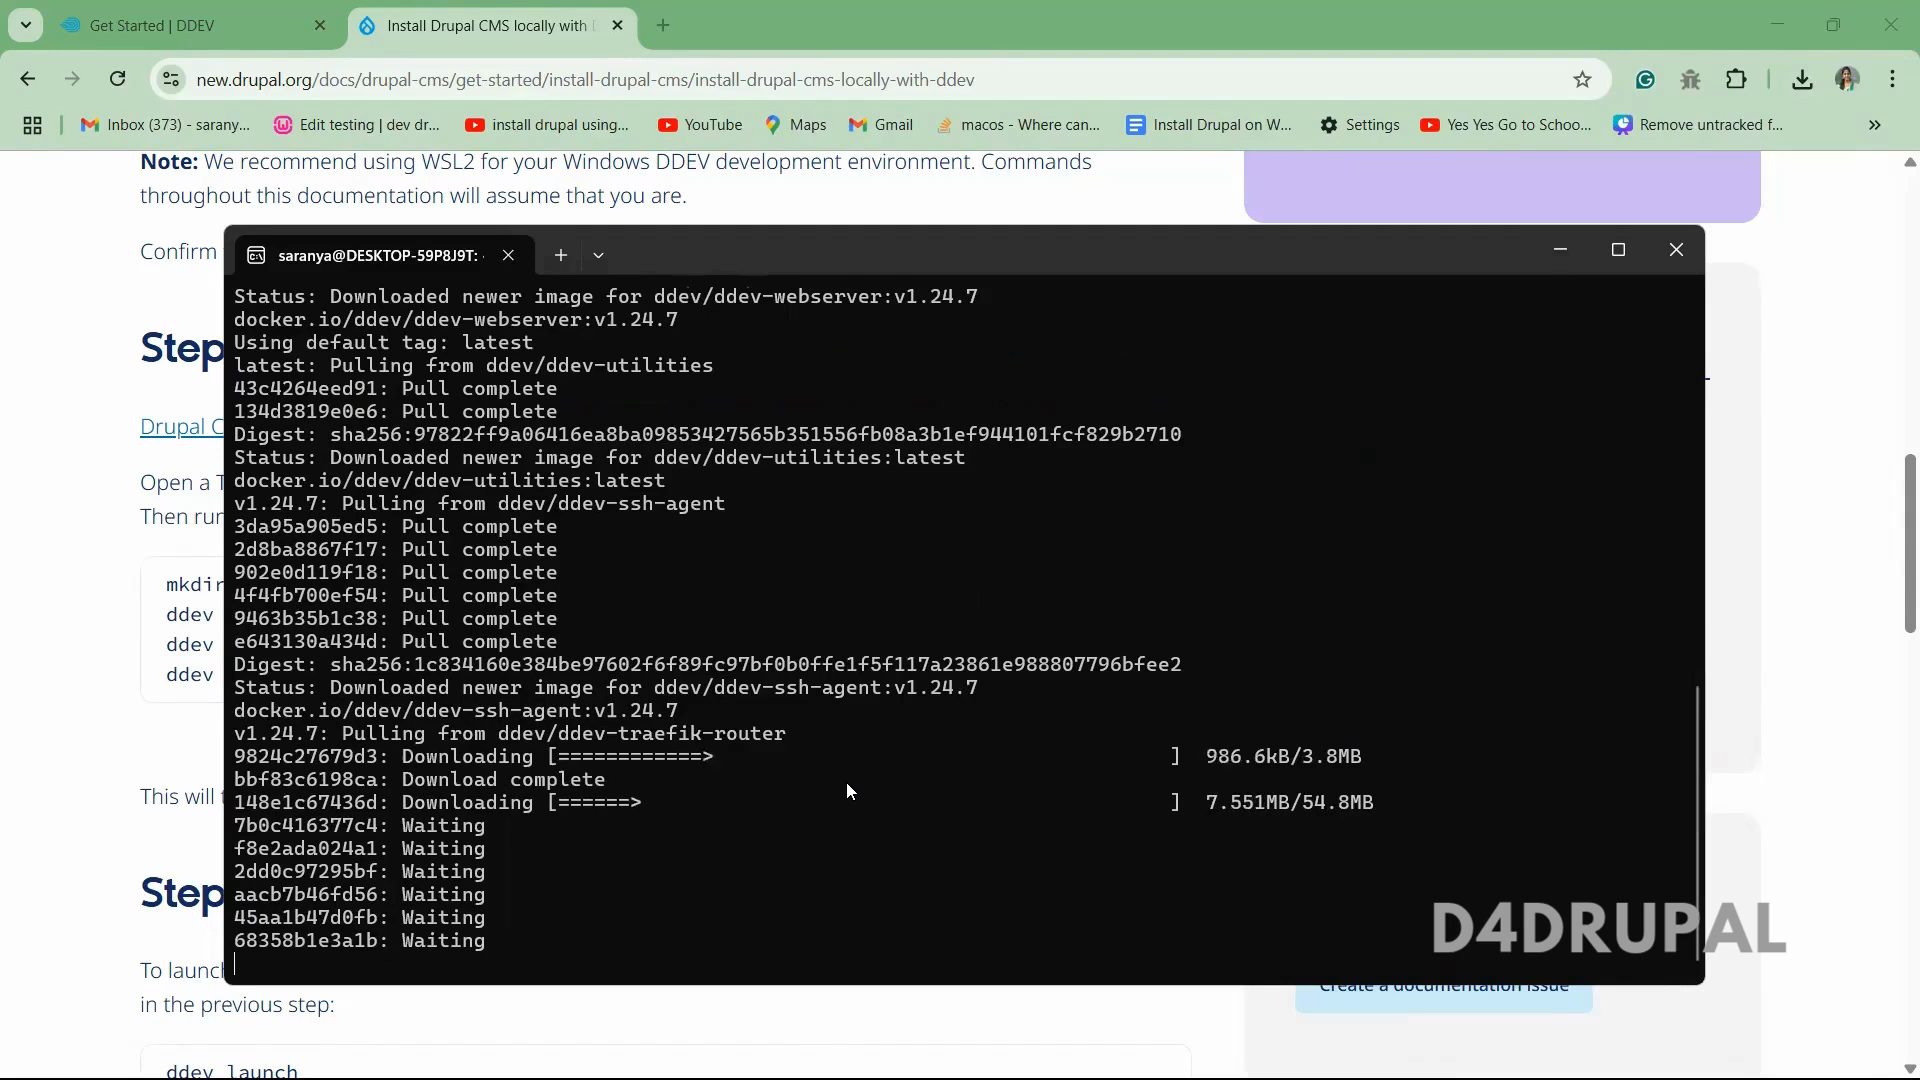 Get Started | DDEV
Install Drupal CMS locally with
new.drupal.org/docs/drupal-cms/get-started/install-drupal-cms/install-drupal-cms-locally-with-ddev
Inbox (373) - sarany...
Edit testing | dev dr...
install drupal using...
YouTube
Maps
Gmail
macos - Where can...
Install Drupal on W...
Settings
Yes Yes Go to Schoo...
Remove untracked f...
Note: We recommend using WSL2 for your Windows DDEV development environment. Commands
throughout this documentation will assume that you are.
Confirm
saranya@DESKTOP-59P8J9T:
Status: Downloaded newer image for ddev/ddev-webserver:v1.24.7
docker.io/ddev/ddev-webserver:v1.24.7
Using default tag: latest
latest: Pulling from ddev/ddev-utilities
43c4264eed91: Pull complete
134d3819e0e6: Pull complete
Digest: sha256:97822ff9a06416ea8ba09853427565b351556fb08a3b1ef944101fcf829b2710
Status: Downloaded newer image for ddev/ddev-utilities:latest
docker.io/ddev/ddev-utilities:latest
v1.24.7: Pulling from ddev/ddev-ssh-agent
3da95a905ed5: Pull complete
2d8ba8867f17: Pull complete
902e0d119f18: Pull complete
4f4fb700ef54: Pull complete
9463b35b1c38: Pull complete
e643130a434d: Pull complete
Digest: sha256:1c834160e384be97602f6f89fc97bf0b0ffe1f5f117a23861e988807796bfee2
Status: Downloaded newer image for ddev/ddev-ssh-agent:v1.24.7
docker.io/ddev/ddev-ssh-agent:v1.24.7
v1.24.7: Pulling from ddev/ddev-traefik-router
9824c27679d3: Downloading [============> ] 986.6kB/3.8MB
bbf83c6198ca: Download complete
148e1c67436d: Downloading [======> ] 7.551MB/54.8MB
7b0c416377c4: Waiting
f8e2ada024a1: Waiting
2dd0c97295bf: Waiting
aacb7b46fd56: Waiting
45aa1b47d0fb: Waiting
68358b1e3a1b: Waiting
Step
Drupal C
Open a T
Then run
mkdir
ddev
ddev
ddev
This will
Step
To launch
in the previous step:
ddev launch
Create a documentation issue
D4DRUPAL